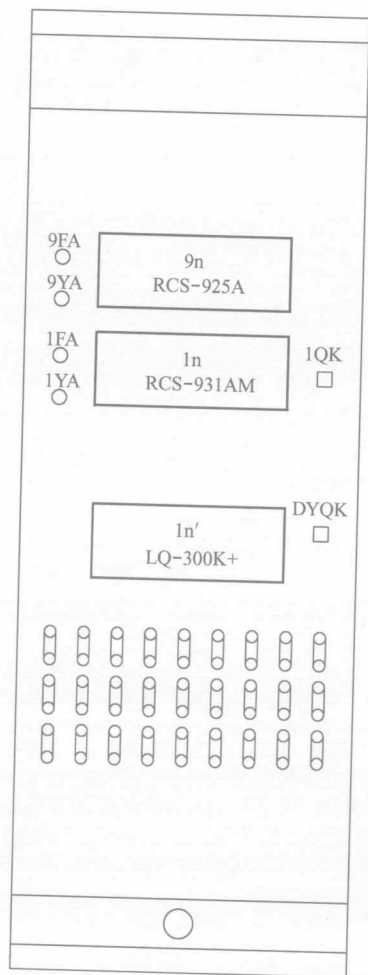 9FA
9n
RCS-925A
9YA
1FA
1n
RCS-931AM
1QK
1YA
DYQK
1n′
LQ-300K+